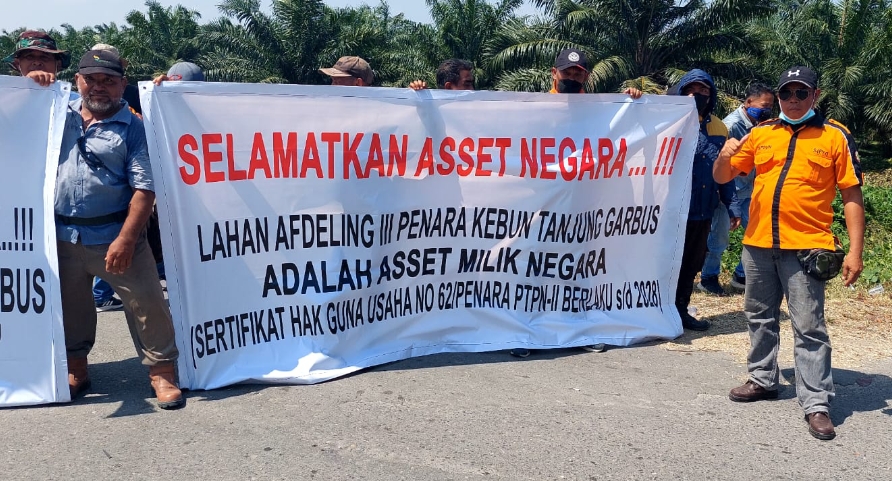 SELAMATKAN ASSET NEGARA... !!!
LAHAN AFDELING III PENARA KEBUN TANJUNG GARBUS
ADALAH ASSET MILIK NEGARA
(SERTIFIKAT HAK GUNA USAHA NO 62/PENARA PTPN-II BERLAKU s/d 2028)
...!!!
BUS